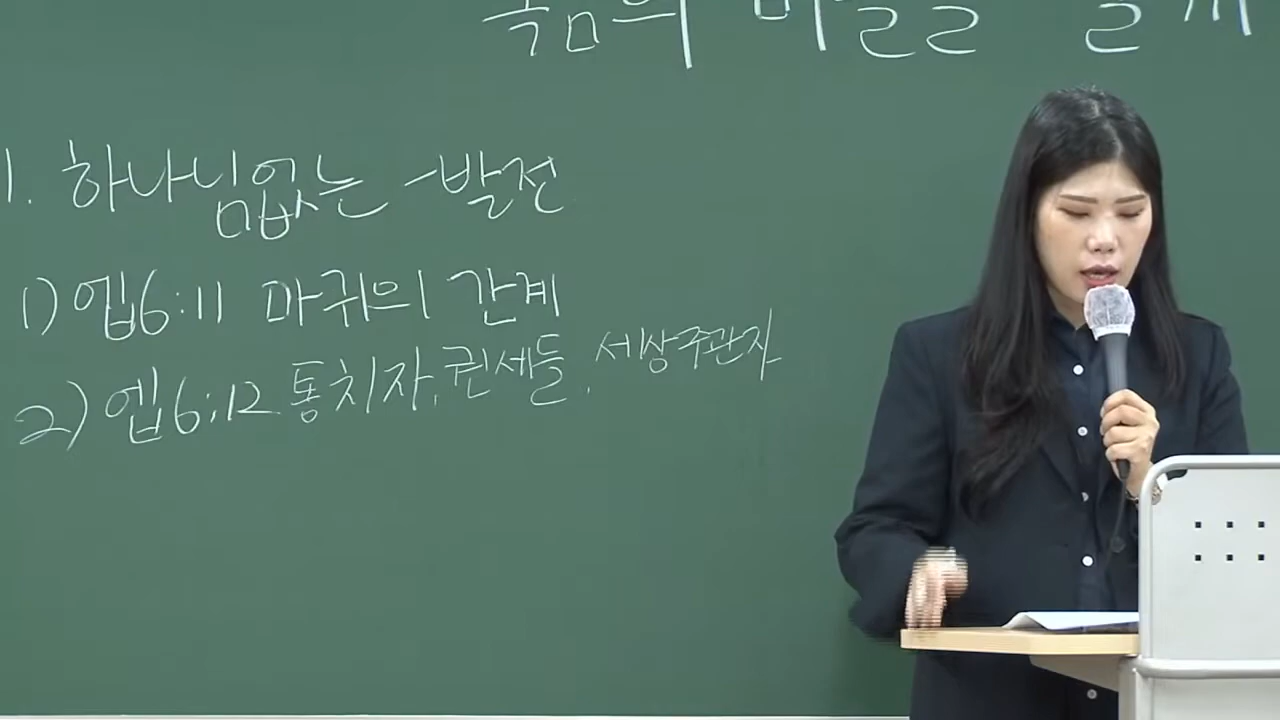 1. 하나님없는 발전
1) 엡6:11 마귀의 간계
2) 엡6:12 통치자, 권세들, 세상주관자